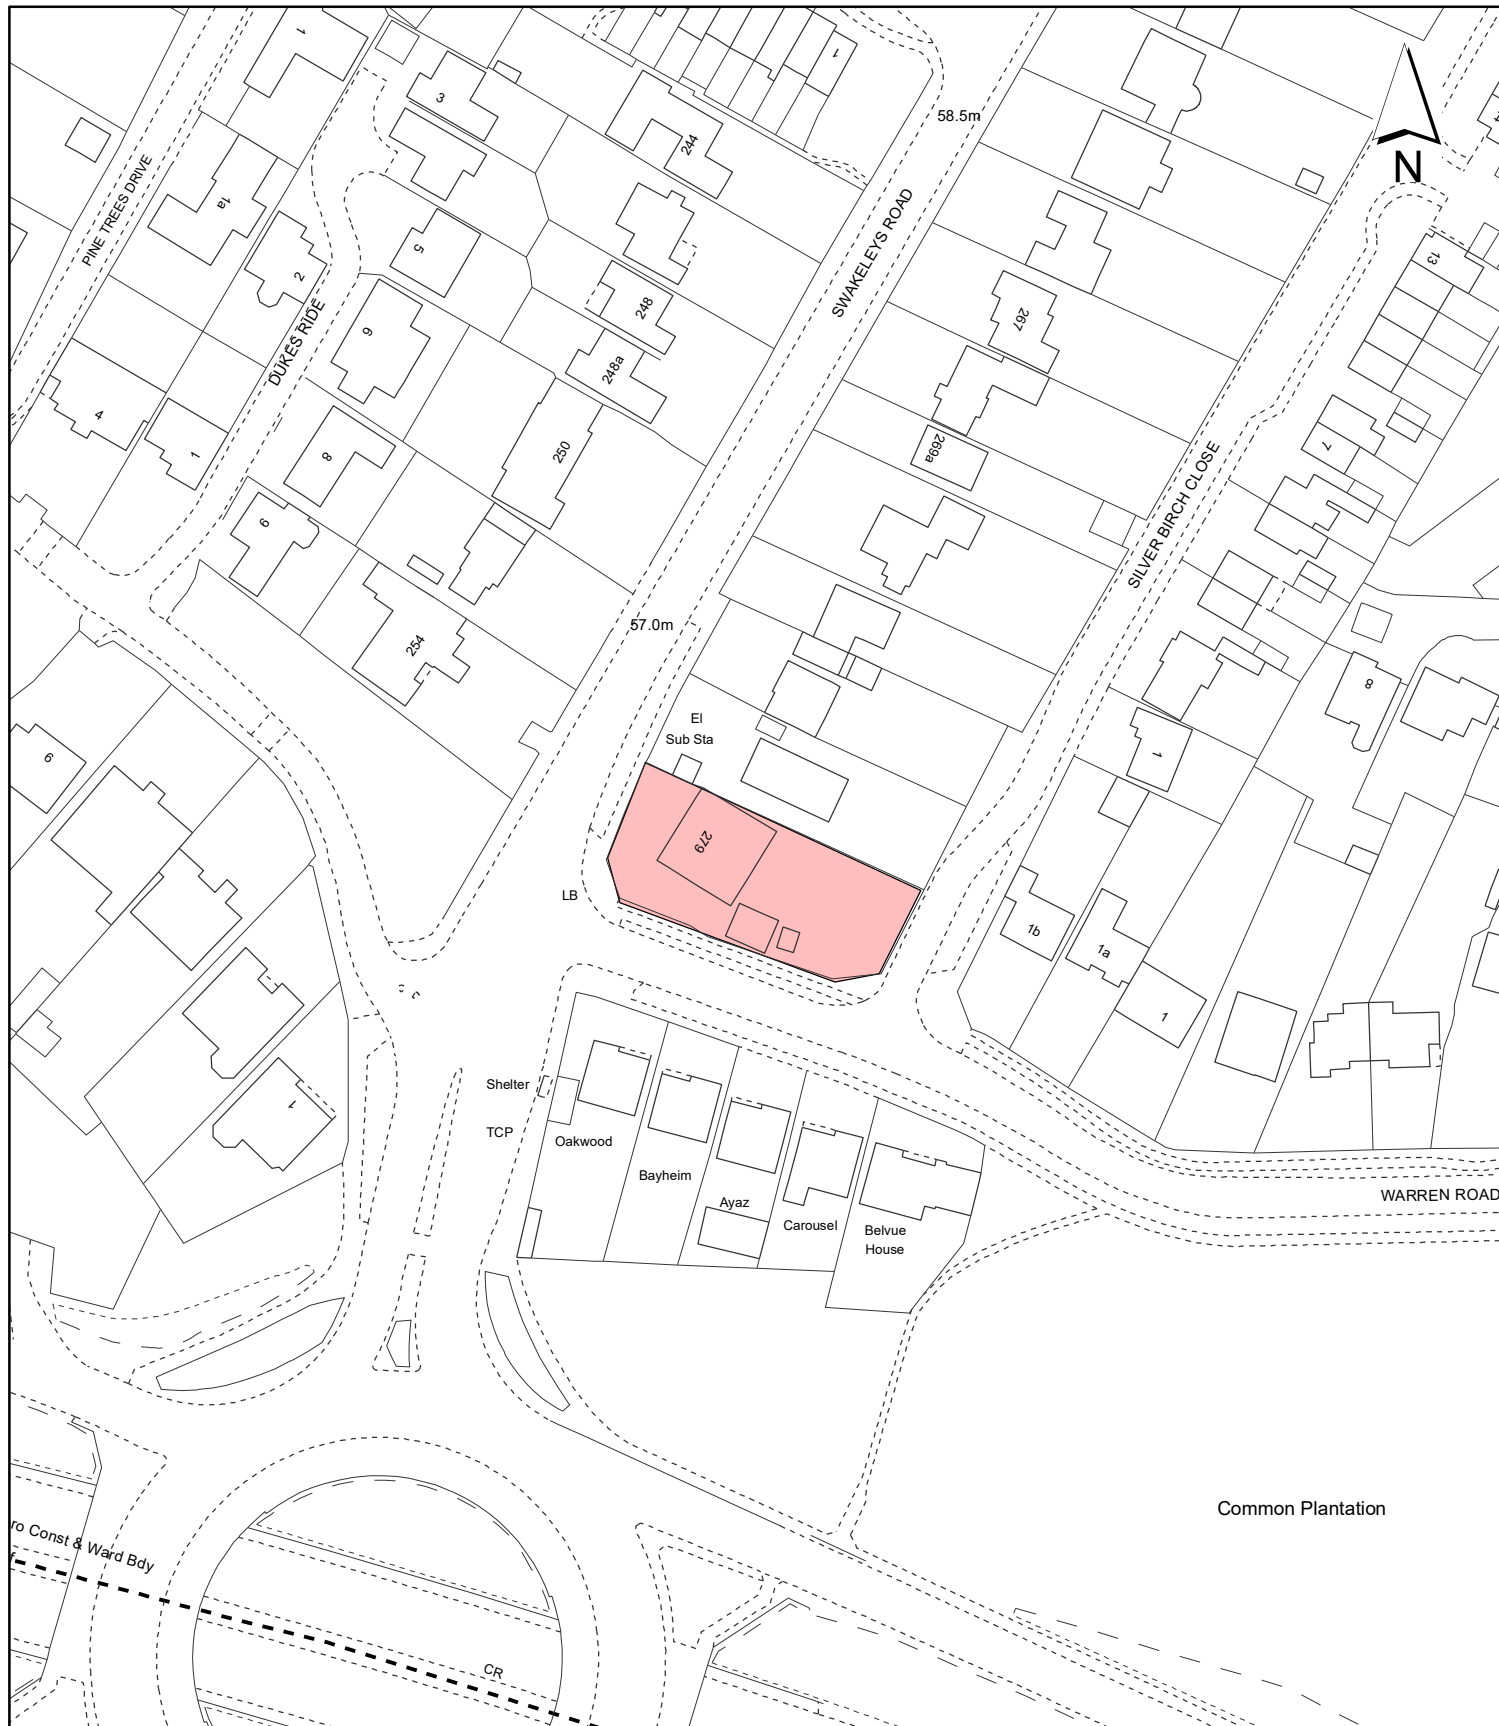 1
3
244
1
58.5m
N
PINE TREES DRIVE
1a
2
5
248
SWAKELEYS ROAD
267
13
DUKES RIDE
6
248a
4
1
8
250
269a
7
SILVER BIRCH CLOSE
9
254
57.0m
El
Sub Sta
8
1
9
279
LB
1b
1a
1
Shelter
TCP
Oakwood
Bayheim
Ayaz
Carousel
Belvue
House
1
WARREN ROAD
Common Plantation
ro Const & Ward Bdy
CR